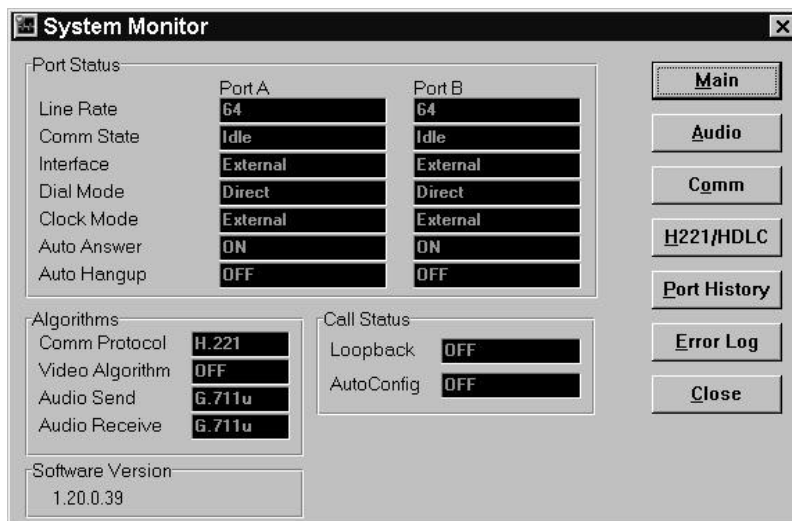 System Monitor
Port Status
Port A Port B
Line Rate 64 64
Comm State Idle Idle
Interface External External
Dial Mode Direct Direct
Clock Mode External External
Auto Answer ON ON
Auto Hangup OFF OFF
Algorithms
Comm Protocol H.221
Video Algorithm OFF
Audio Send G.711u
Audio Receive G.711u
Call Status
Loopback OFF
AutoConfig OFF
Software Version
1.20.0.39
Main
Audio
Comm
H221/HDLC
Port History
Error Log
Close